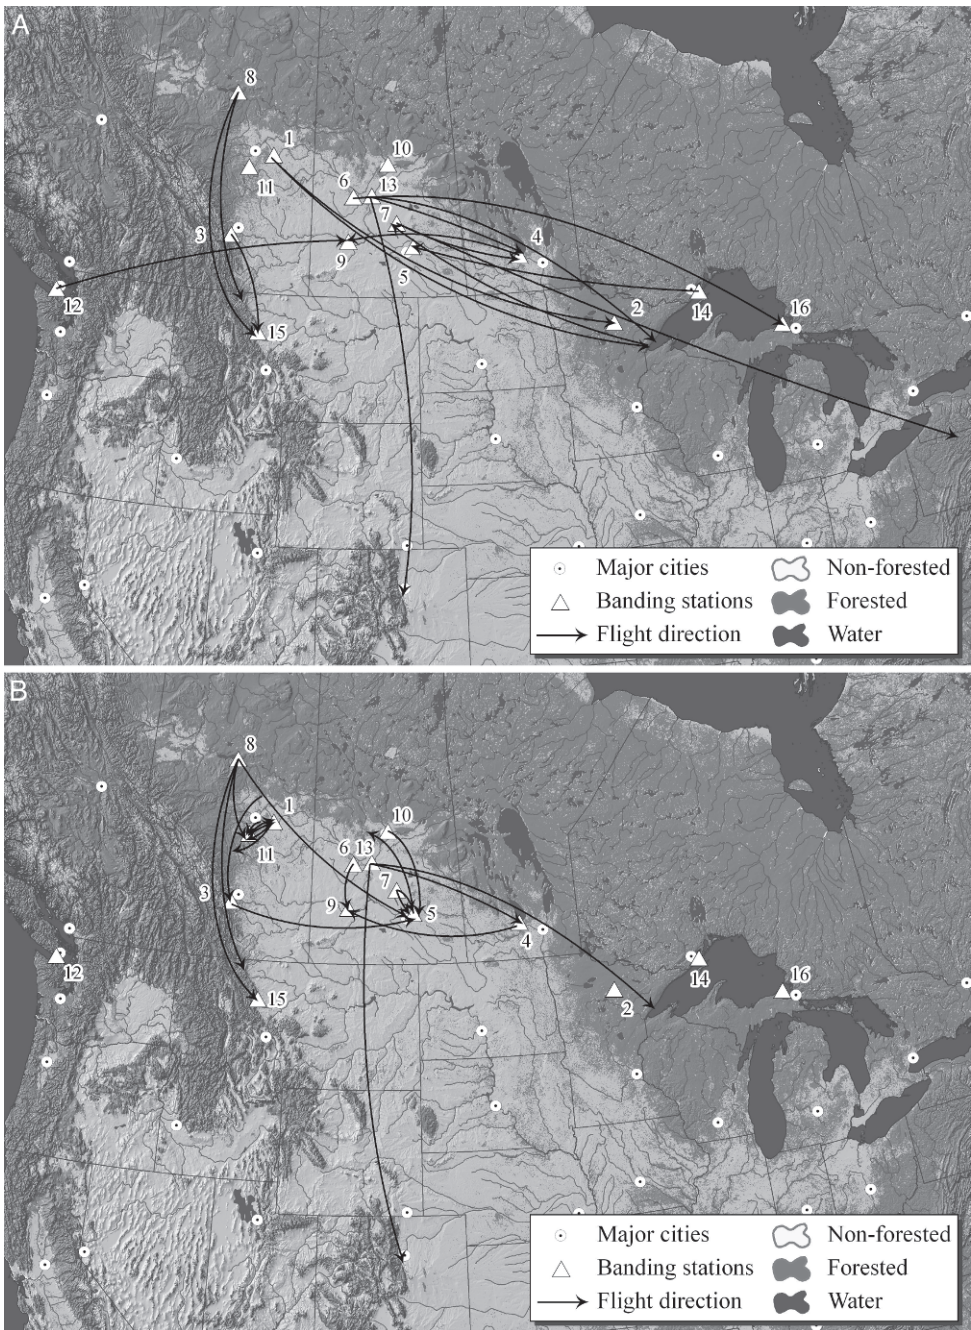 A
8
1
10
11
6
13
7
3
4
9
5
12
2
14
16
15
Major cities
Non-forested
Banding stations
Forested
Flight direction
Water
B
8
1
10
11
6
13
7
3
9
5
4
12
14
16
15
2
Major cities
Non-forested
Banding stations
Forested
Flight direction
Water